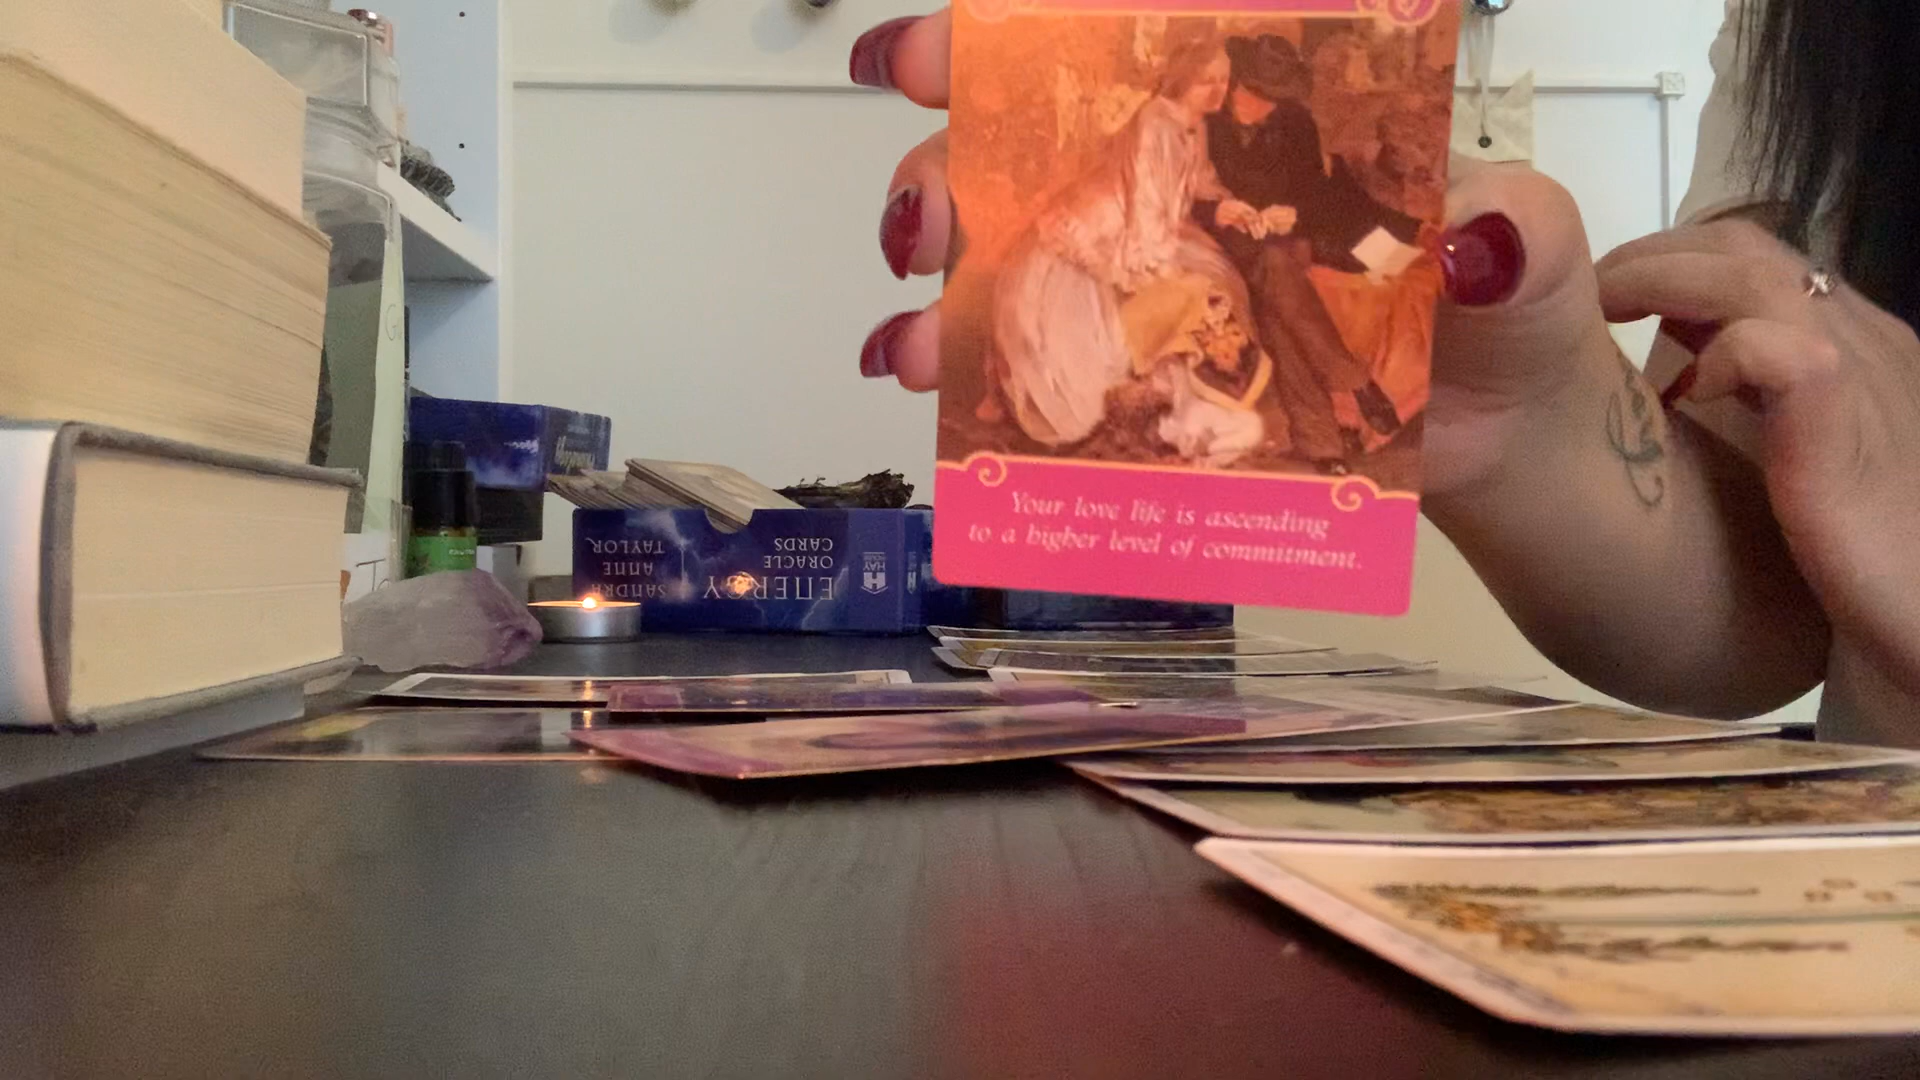 Your love life is ascending
to a higher level of commitment.
ENERGY
ORACLE
CARDS
SANDRA
ANNE
TAYLOR
HAY
HOUSE